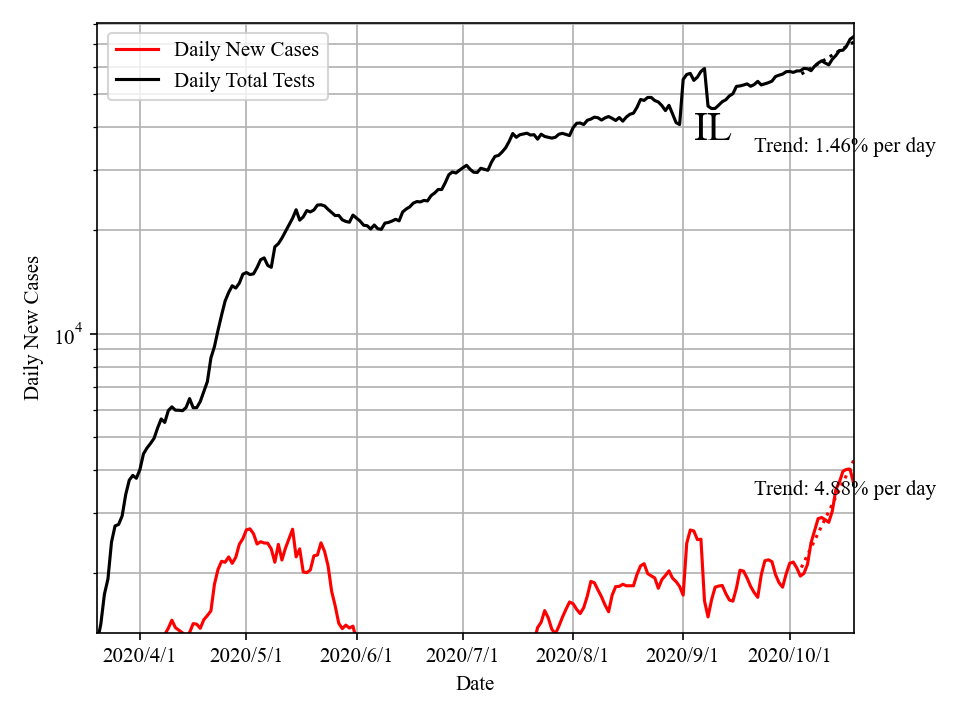 Daily New Cases
Daily Total Tests
IL
Trend: 1.46% per day
Daily New Cases
10^4
Trend: 4.88% per day
2020/4/1 2020/5/1 2020/6/1 2020/7/1 2020/8/1 2020/9/1 2020/10/1
Date